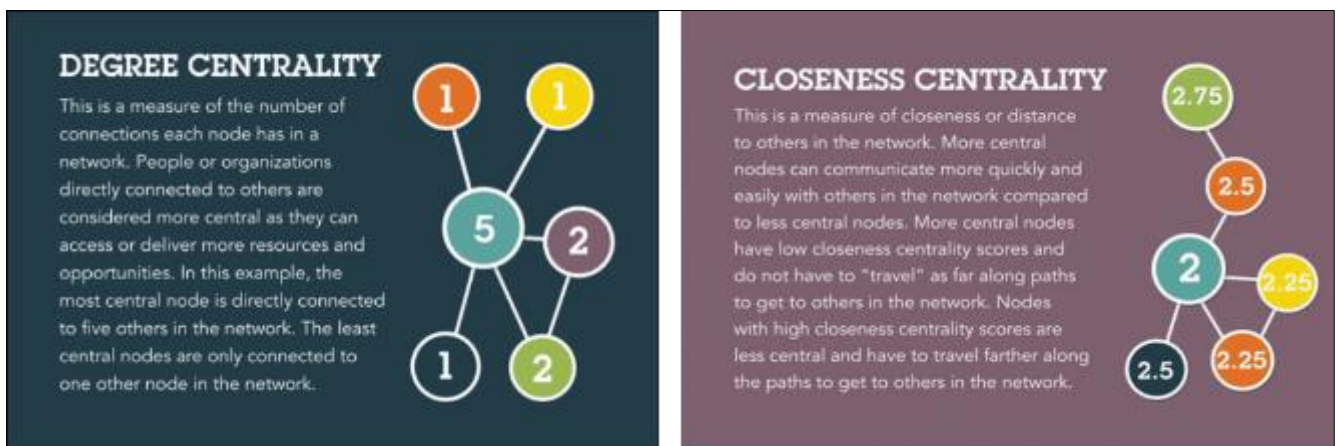 DEGREE CENTRALITY
This is a measure of the number of
connections each node has in a
network. People or organizations
directly connected to others are
considered more central as they can
access or deliver more resources and
opportunities. In this example, the
most central node is directly connected
to five others in the network. The least
central nodes are only connected to
one other node in the network.
1
1
5
2
1
2
CLOSENESS CENTRALITY
This is a measure of closeness or distance
to others in the network. More central
nodes can communicate more quickly and
easily with others in the network compared
to less central nodes. More central nodes
have low closeness centrality scores and
do not have to "travel" as far along paths
to get to others in the network. Nodes
with high closeness centrality scores are
less central and have to travel farther along
the paths to get to others in the network.
2.75
2.5
2
2.25
2.5
2.25